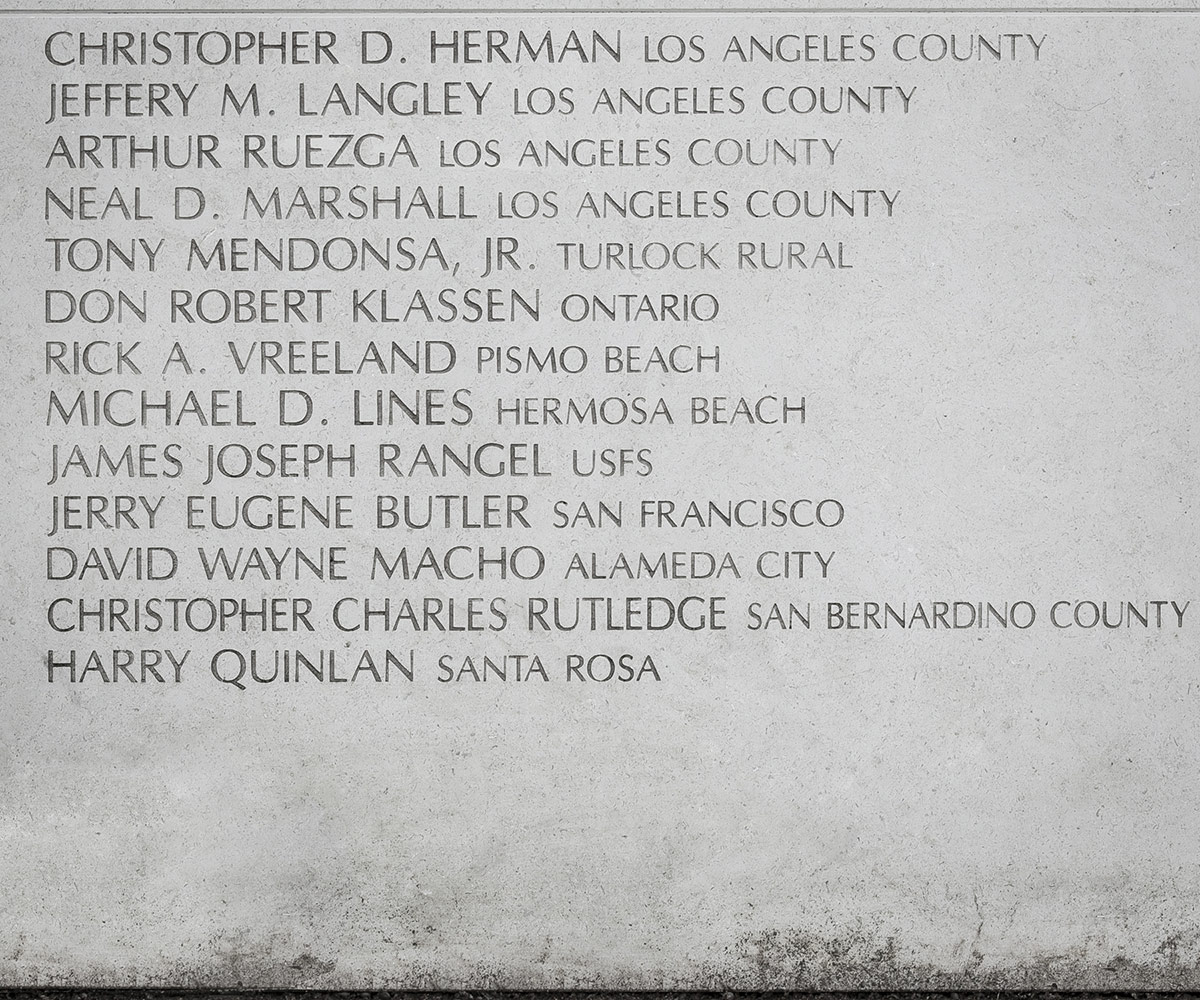 CHRISTOPHER D. HERMAN LOS ANGELES COUNTY
JEFFERY M. LANGLEY LOS ANGELES COUNTY
ARTHUR RUEZGA LOS ANGELES COUNTY
NEAL D. MARSHALL LOS ANGELES COUNTY
TONY MENDONSA, JR. TURLOCK RURAL
DON ROBERT KLASSEN ONTARIO
RICK A. VREELAND PISMO BEACH
MICHAEL D. LINES HERMOSA BEACH
JAMES JOSEPH RANGEL USFS
JERRY EUGENE BUTLER SAN FRANCISCO
DAVID WAYNE MACHO ALAMEDA CITY
CHRISTOPHER CHARLES RUTLEDGE SAN BERNARDINO COUNTY
HARRY QUINLAN SANTA ROSA